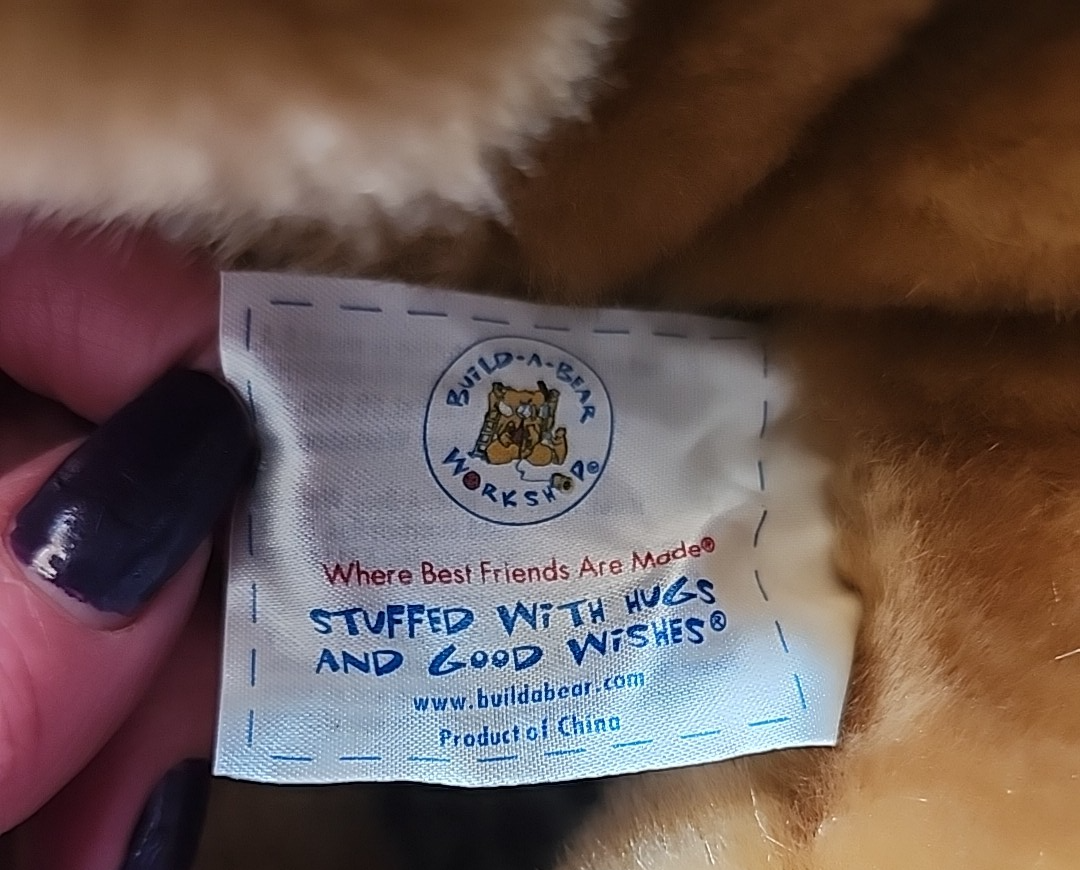 BUILD-A-BEAR
WORKSHOP®
Where Best Friends Are Made®
STUFFED WITH HUGS
AND GOOD WISHES®
www.buildabear.com
Product of China